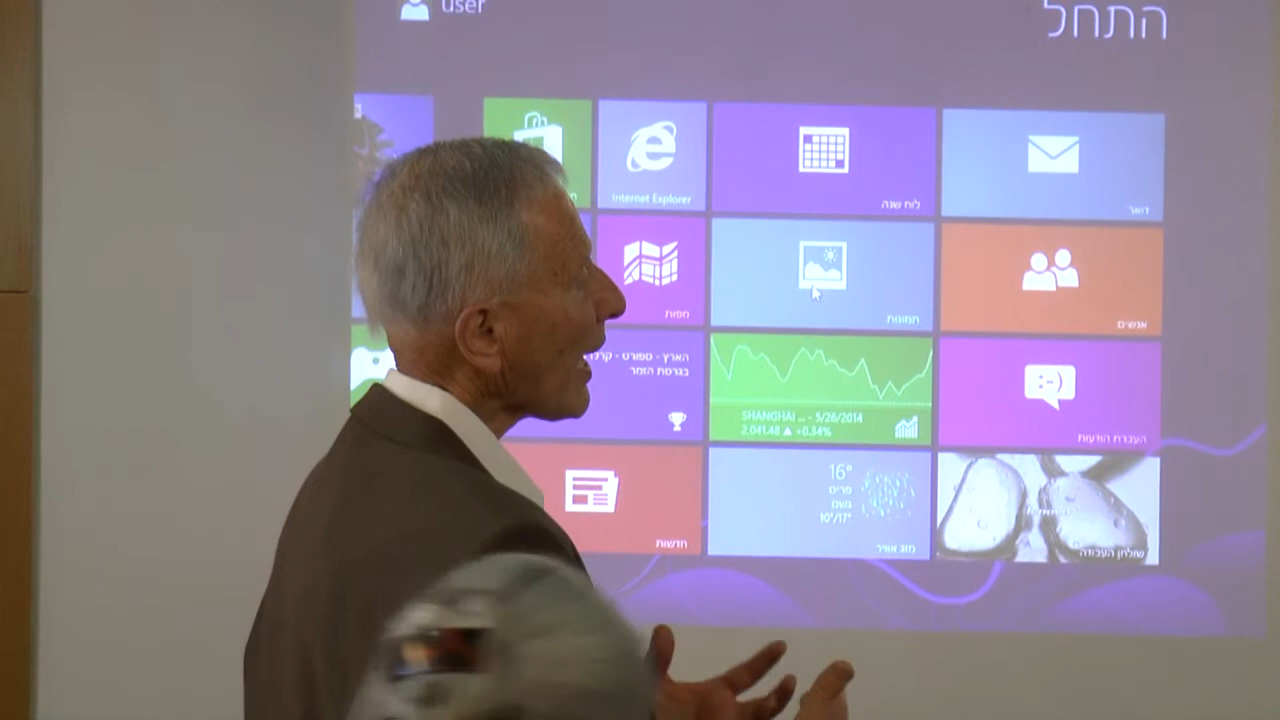 user
התחל
דואר
לוח שנה
Internet Explorer
אנשים
תמונות
מפות
העברת הודעות
SHANGHAI ... - 5/26/2014
2,041.48 ▲ +0.34%
הארץ - ספורט -
בגרסת הזמר
שולחן העבודה
16°
פריס
גשם
10°/17°
מזג אוויר
חדשות